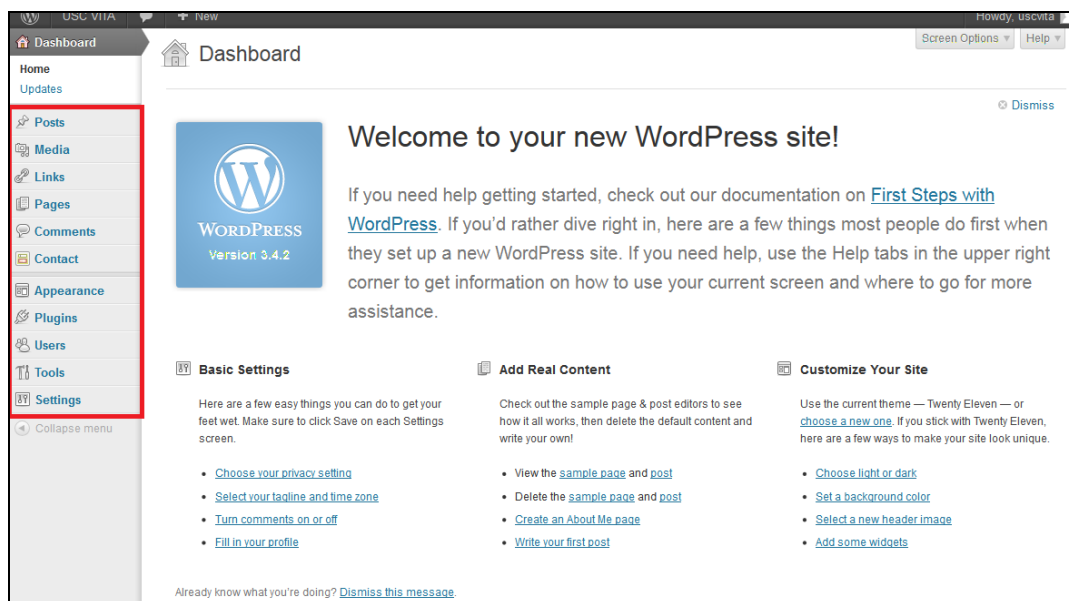 USC VITA + New Howdy, uscvita
Dashboard
Home
Updates
Posts
Media
Links
Pages
Comments
Contact
Appearance
Plugins
Users
Tools
Settings
Collapse menu
Dashboard
Screen Options Help
Dismiss
WORDPRESS
Version 3.4.2
Welcome to your new WordPress site!
If you need help getting started, check out our documentation on First Steps with
WordPress. If you’d rather dive right in, here are a few things most people do first when
they set up a new WordPress site. If you need help, use the Help tabs in the upper right
corner to get information on how to use your current screen and where to go for more
assistance.
Basic Settings
Here are a few easy things you can do to get your
feet wet. Make sure to click Save on each Settings
screen.
• Choose your privacy setting
• Select your tagline and time zone
• Turn comments on or off
• Fill in your profile
Add Real Content
Check out the sample page & post editors to see
how it all works, then delete the default content and
write your own!
• View the sample page and post
• Delete the sample page and post
• Create an About Me page
• Write your first post
Customize Your Site
Use the current theme — Twenty Eleven — or
choose a new one. If you stick with Twenty Eleven,
here are a few ways to make your site look unique.
• Choose light or dark
• Set a background color
• Select a new header image
• Add some widgets
Already know what you’re doing? Dismiss this message.